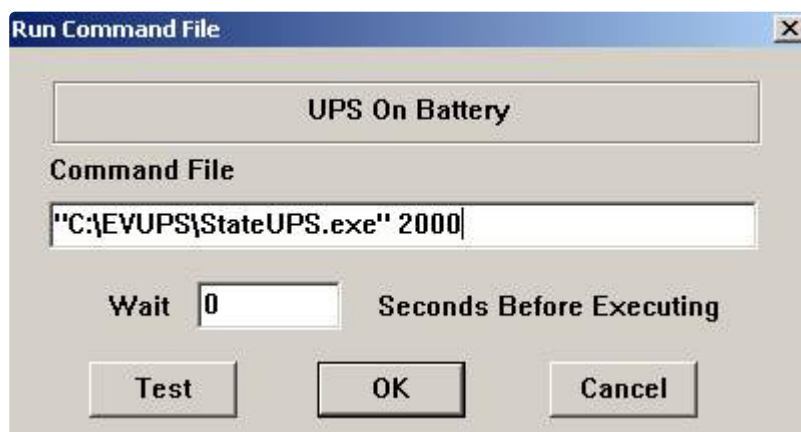 Run Command File
UPS On Battery
Command File
"C:\EVUPS\StateUPS.exe" 2000
Wait 0 Seconds Before Executing
Test OK Cancel